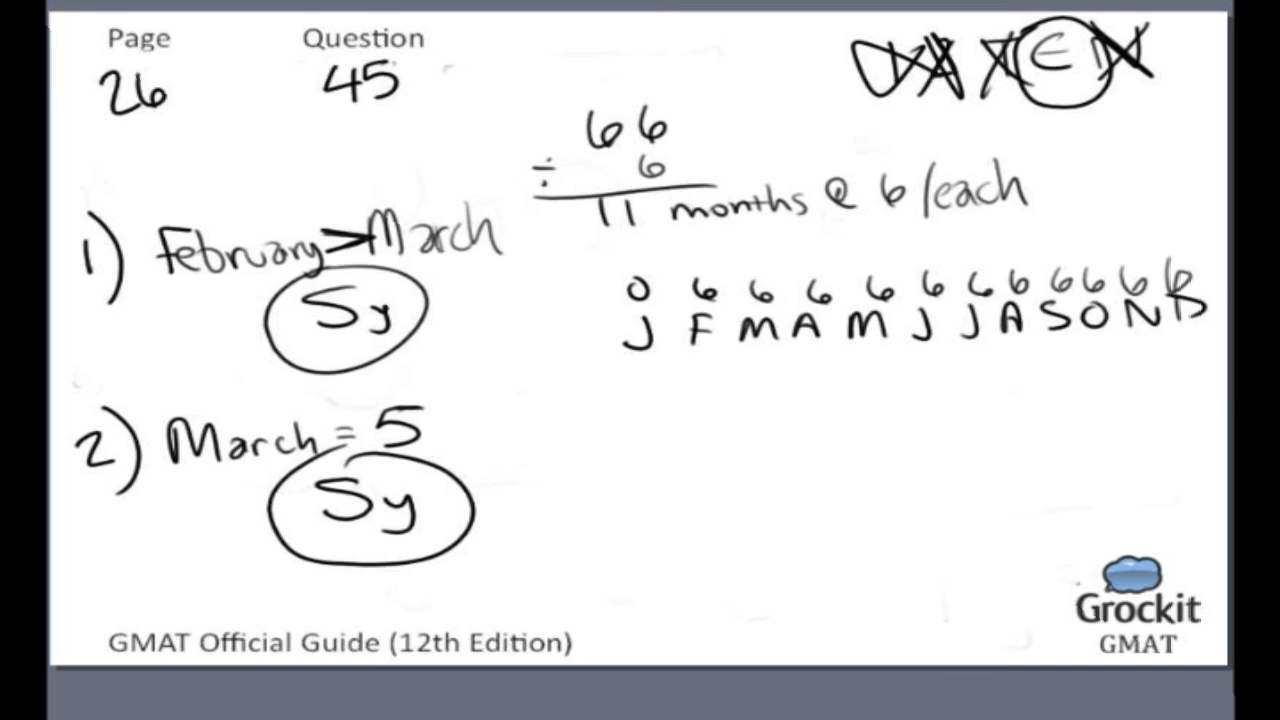 Page Question
26 45
66
÷ 6
11 months @ 6/each
1) February > March
Sy
0 6 6 6 6 6 6 6 6 6 6 6
J F M A M J J A S O N D
2) March = 5
Sy
Grockit
GMAT
GMAT Official Guide (12th Edition)